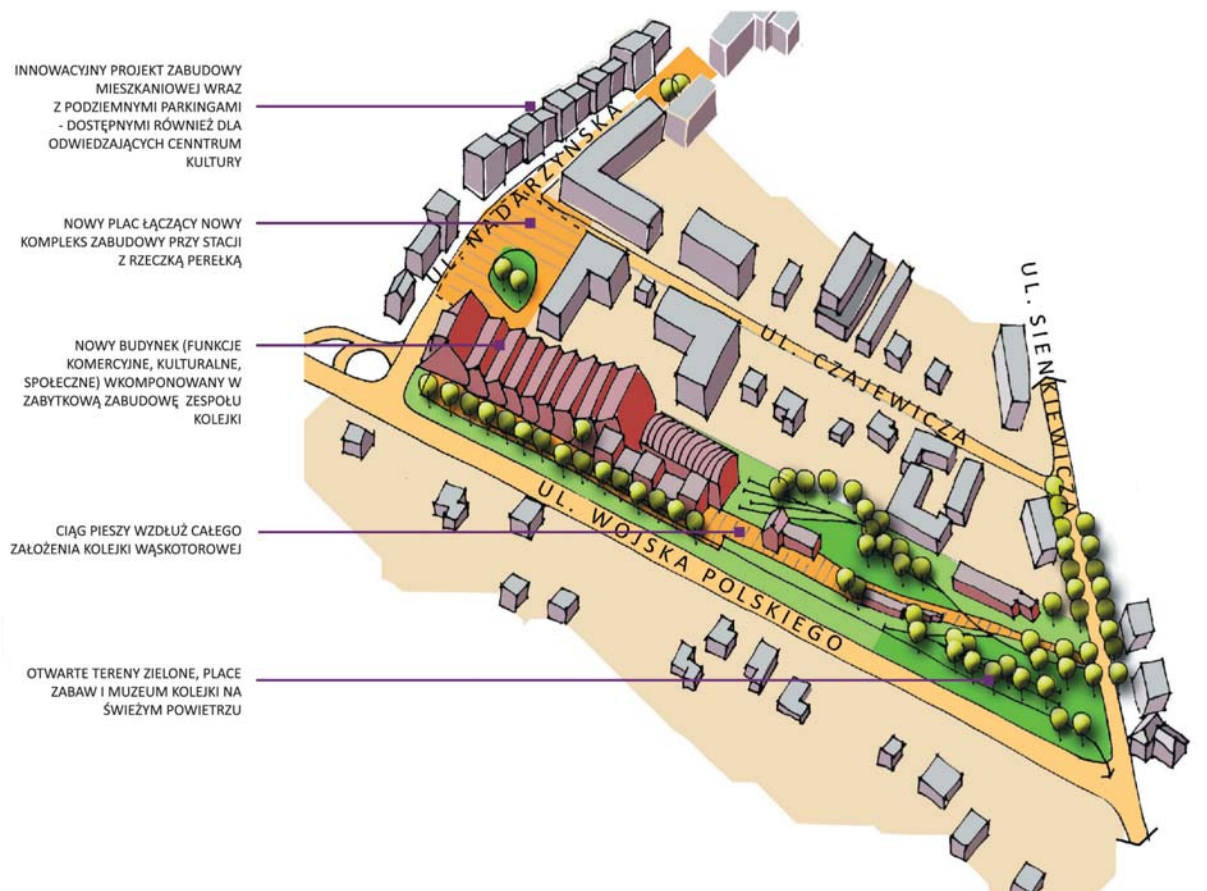 INNOWACYJNY PROJEKT ZABUDOWY
MIESZKANIOWEJ WRAZ
Z PODZIEMNYMI PARKINGAMI
- DOSTĘPNYMI RÓWNIEŻ DLA
ODWIEDZAJĄCYCH CENNTRUM
KULTURY
NOWY PLAC ŁĄCZĄCY NOWY
KOMPLEKS ZABUDOWY PRZY STACJI
Z RZECZKĄ PEREŁKĄ
NOWY BUDYNEK (FUNKCJE
KOMERCYJNE, KULTURALNE,
SPOŁECZNE) WKOMPONOWANY W
ZABYTKOWĄ ZABUDOWĘ ZESPOŁU
KOLEJKI
CIĄG PIESZY WZDŁUŻ CAŁEGO
ZAŁOŻENIA KOLEJKI WĄSKOTOROWEJ
OTWARTE TERENY ZIELONE, PLACE
ZABAW I MUZEUM KOLEJKI NA
ŚWIEŻYM POWIETRZU
UL. NADARZYŃSKA
UL. CZAJEWICZA
UL. SIENKIEWICZA
UL. WOJSKA POLSKIEGO